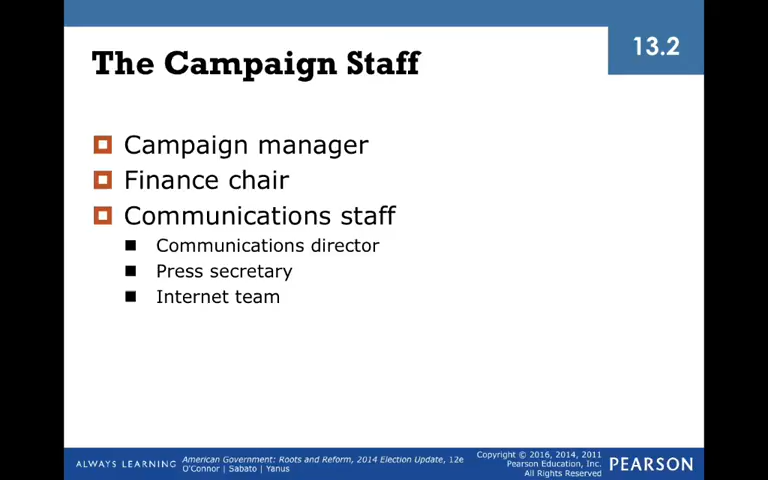 13.2
The Campaign Staff
Campaign manager
Finance chair
Communications staff
Communications director
Press secretary
Internet team
ALWAYS LEARNING
American Government: Roots and Reform, 2014 Election Update, 12e
O'Connor | Sabato | Yanus
Copyright © 2016, 2014, 2011
Pearson Education, Inc.
All Rights Reserved
PEARSON